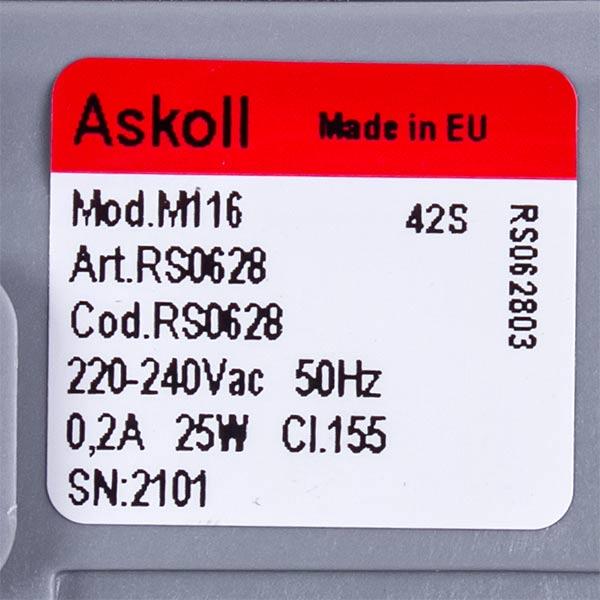 Askoll Made in EU
Mod.M116 42S
Art.RS0628
Cod.RS0628
220-240Vac 50Hz
0,2A 25W Cl.155
SN:2101
RS062803